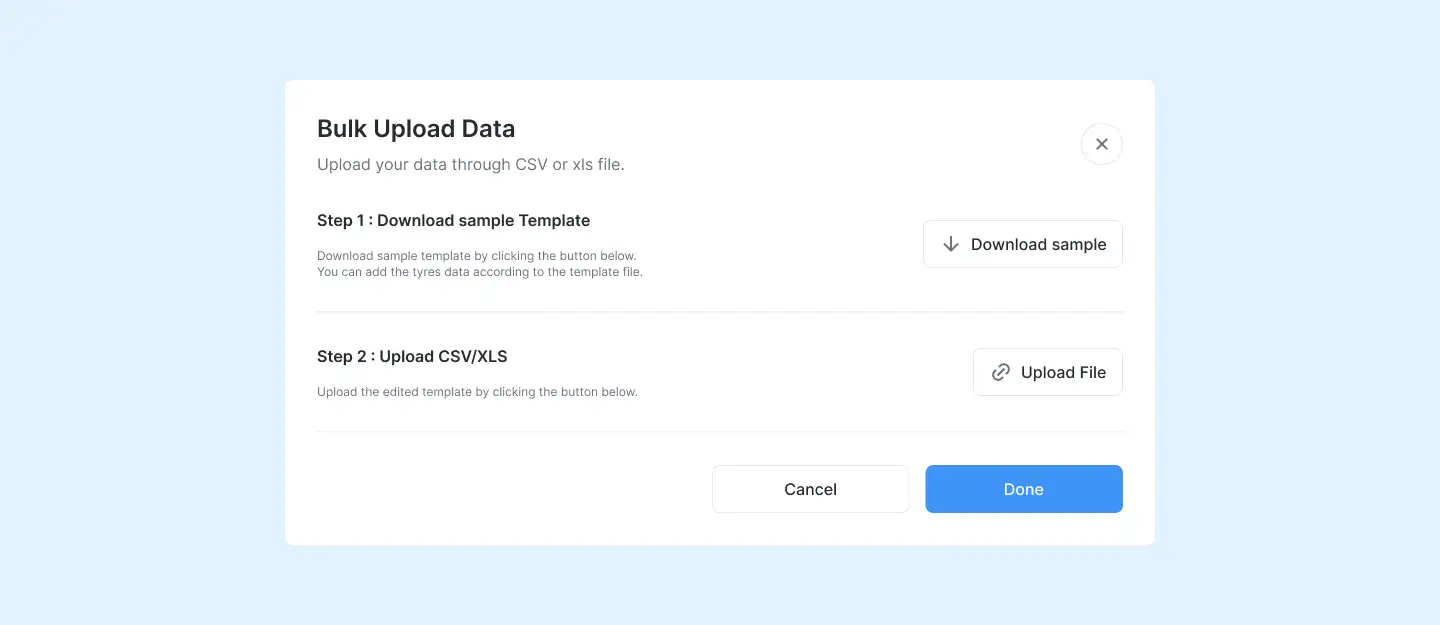 Bulk Upload Data
Upload your data through CSV or xls file.
Step 1 : Download sample Template
Download sample template by clicking the button below.
You can add the tyres data according to the template file.
Download sample
Step 2 : Upload CSV/XLS
Upload the edited template by clicking the button below.
Upload File
Cancel
Done